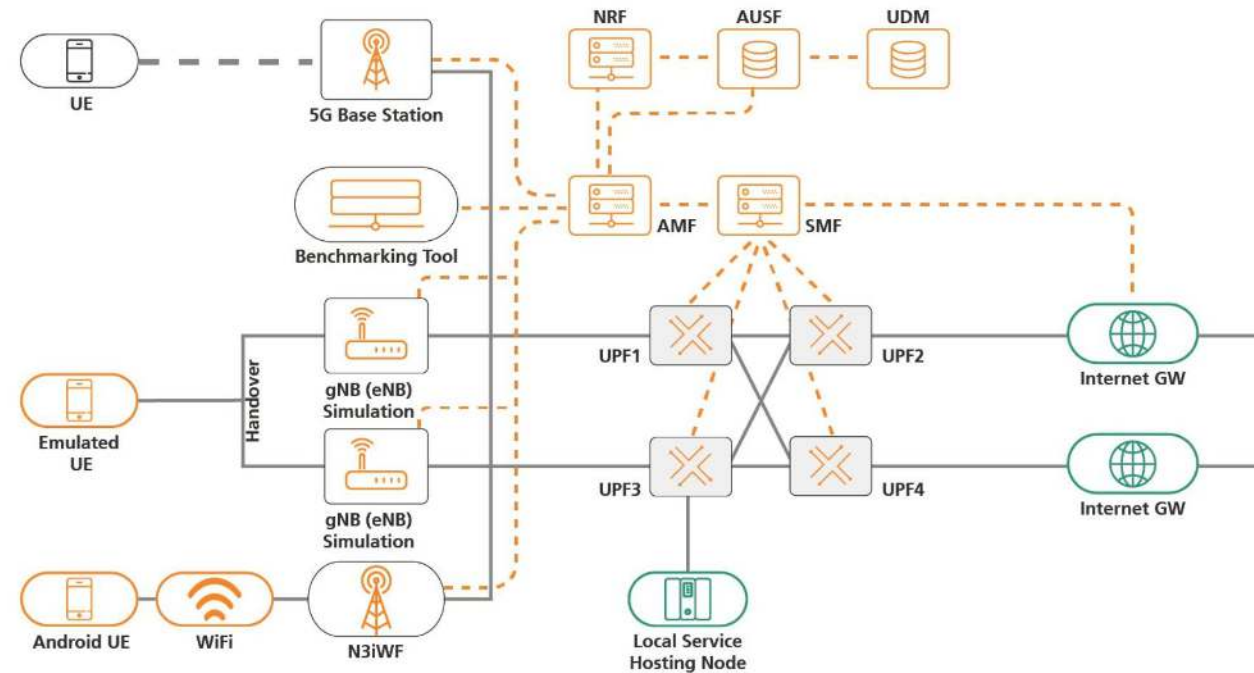 NRF
AUSF
UDM
UE
5G Base Station
AMF
SMF
Benchmarking Tool
Handover
gNB (eNB)
Simulation
UPF1
UPF2
Internet GW
Emulated
UE
gNB (eNB)
Simulation
UPF3
UPF4
Internet GW
Android UE
WiFi
N3iWF
Local Service
Hosting Node